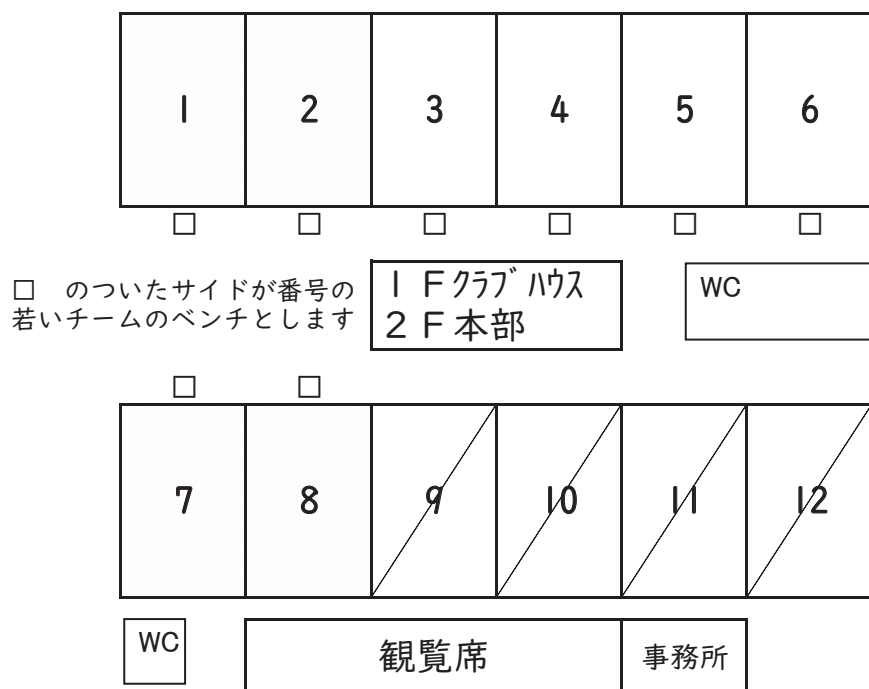 1 2 3 4 5 6
□ □ □ □ □ □
□ のついたサイドが番号の
若いチームのベンチとします
1Fクラブハウス
2F本部
WC
□ □
7 8 9 10 11 12
WC
観覧席
事務所